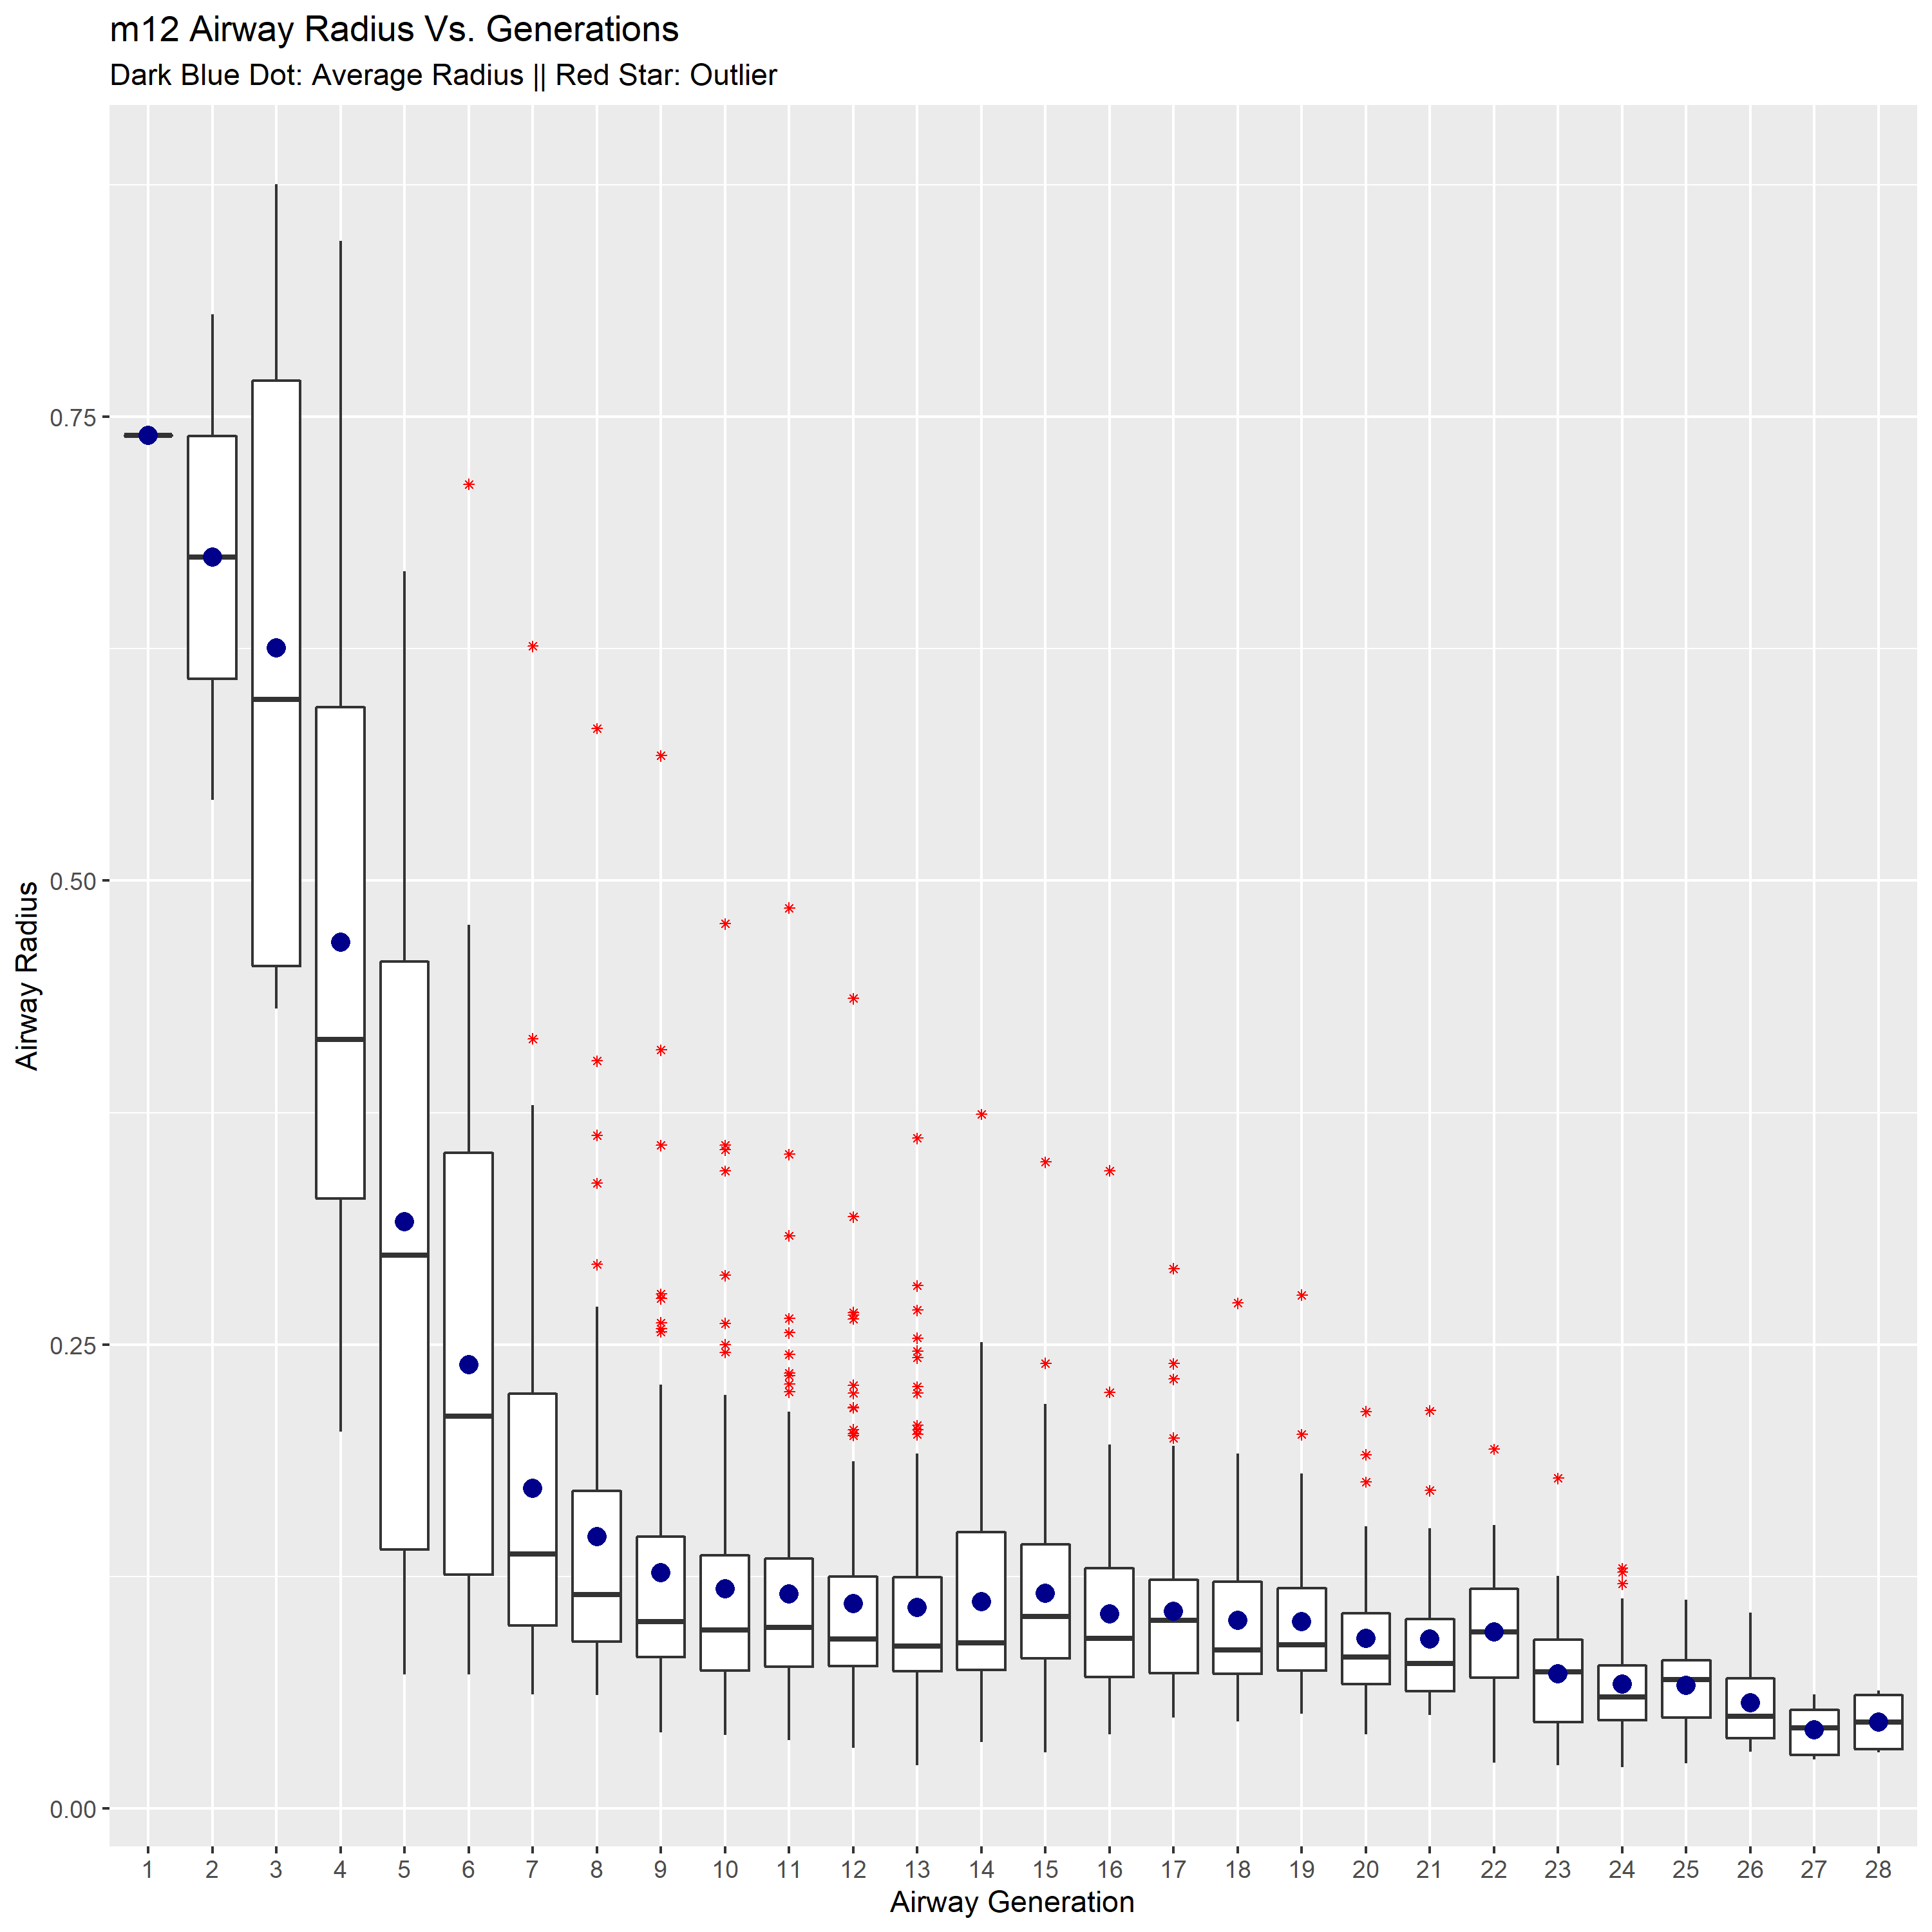 m12 Airway Radius Vs. Generations
Dark Blue Dot: Average Radius || Red Star: Outlier
Airway Radius
0.75
0.50
0.25
0.00
1 2 3 4 5 6 7 8 9 10 11 12 13 14 15 16 17 18 19 20 21 22 23 24 25 26 27 28
Airway Generation